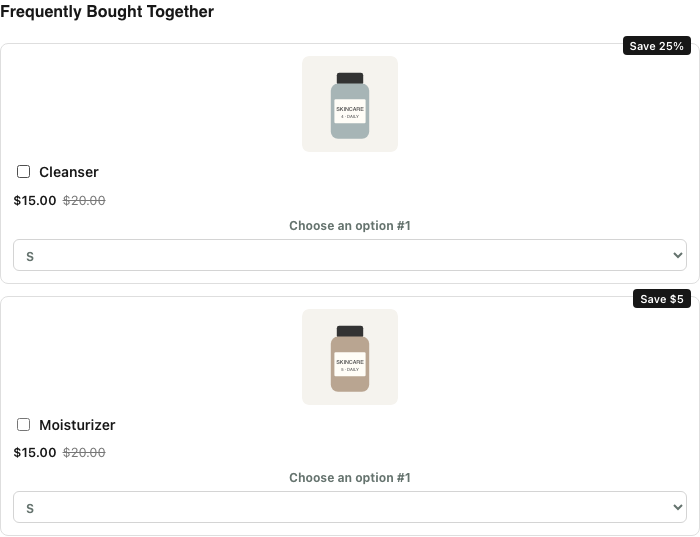 Frequently Bought Together
Save 25%
SKINCARE
Cleanser
$15.00 $20.00
Choose an option #1
S
Save $5
SKINCARE
Moisturizer
$15.00 $20.00
Choose an option #1
S